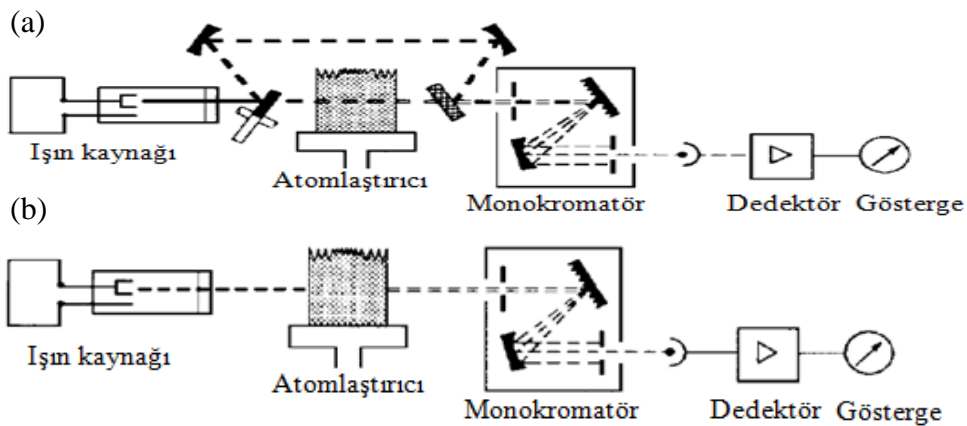 (a)
Işın kaynağı
Atomlaştırıcı
Monokromatör
Dedektör Gösterge
(b)
Işın kaynağı
Atomlaştırıcı
Monokromatör
Dedektör Gösterge